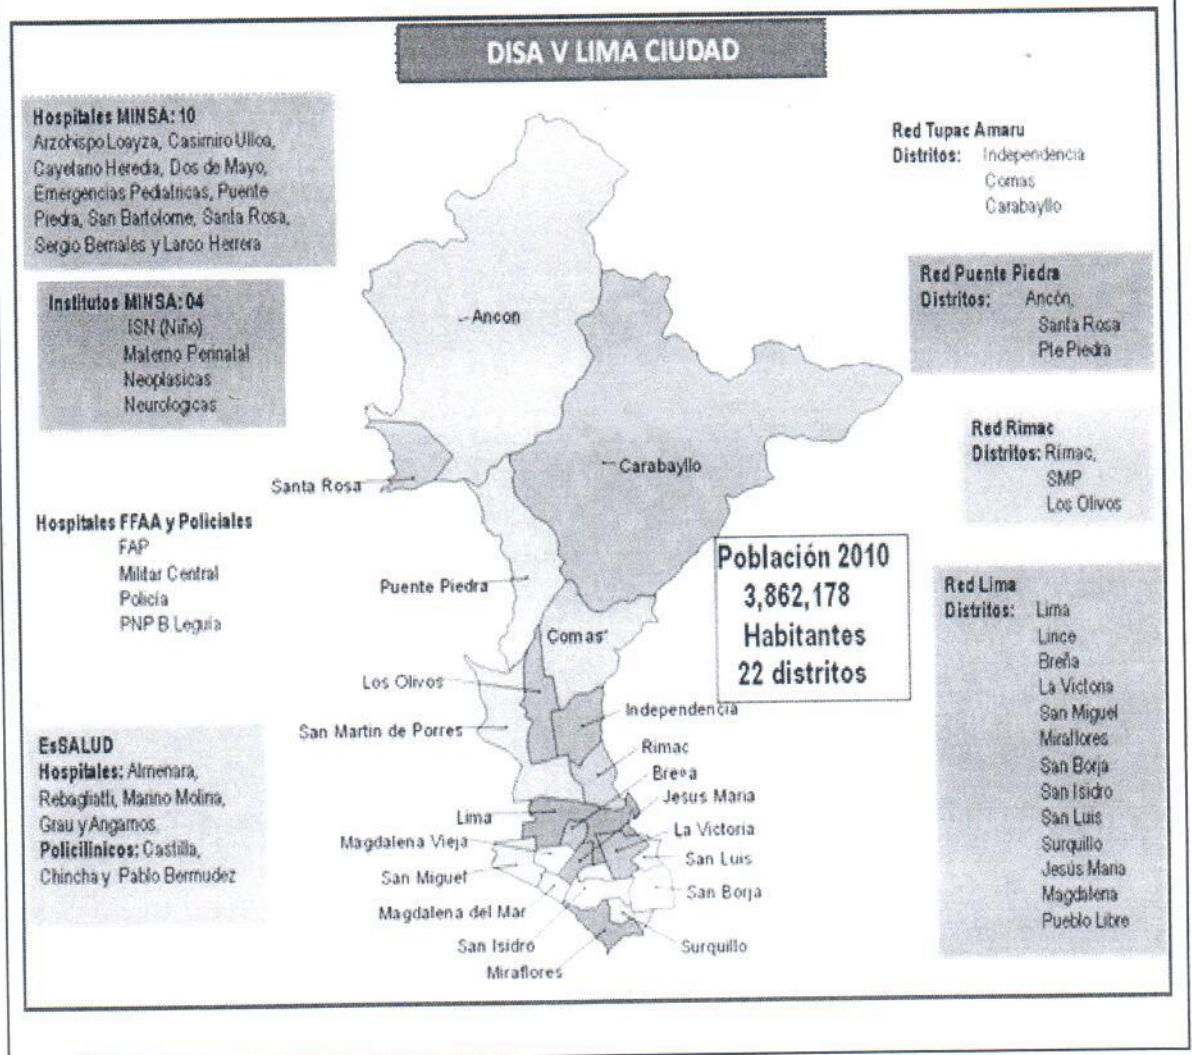 DISA V LIMA CIUDAD
Hospitales MINSA: 10
Arzobispo Loayza, Casimiro Ulloa,
Cayetano Heredia, Dos de Mayo,
Emergencias Pediatricas, Puente
Piedra, San Bartolome, Santa Rosa,
Sergio Bernales y Larco Herrera
Institutos MINSA: 04
ISN (Niño)
Materno Perinatal
Neoplasicas
Neurologicas
Hospitales FFAA y Policiales
FAP
Militar Central
Policía
PNP B Leguía
EsSALUD
Hospitales: Almenara,
Rebagliatti, Marino Molina,
Grau y Angamos.
Policilinicos: Castilla,
Chincha y Pablo Bermudez
Ancon
Carabayllo
Santa Rosa
Puente Piedra
Comas
Los Olivos
San Martin de Porres
Independencia
Rimac
Breña
Jesus Maria
Lima
La Victoria
Magdalena Vieja
San Luis
San Miguel
San Borja
Magdalena del Mar
San Isidro
Surquillo
Miraflores
Población 2010
3,862,178
Habitantes
22 distritos
Red Tupac Amaru
Distritos: Independencia
Comas
Carabayllo
Red Puente Piedra
Distritos: Ancón,
Santa Rosa
Pte Piedra
Red Rimac
Distritos: Rimac,
SMP
Los Olivos
Red Lima
Distritos: Lima
Lince
Breña
La Victoria
San Miguel
Miraflores
San Borja
San Isidro
San Luis
Surquillo
Jesús Maria
Magdalena
Pueblo Libre